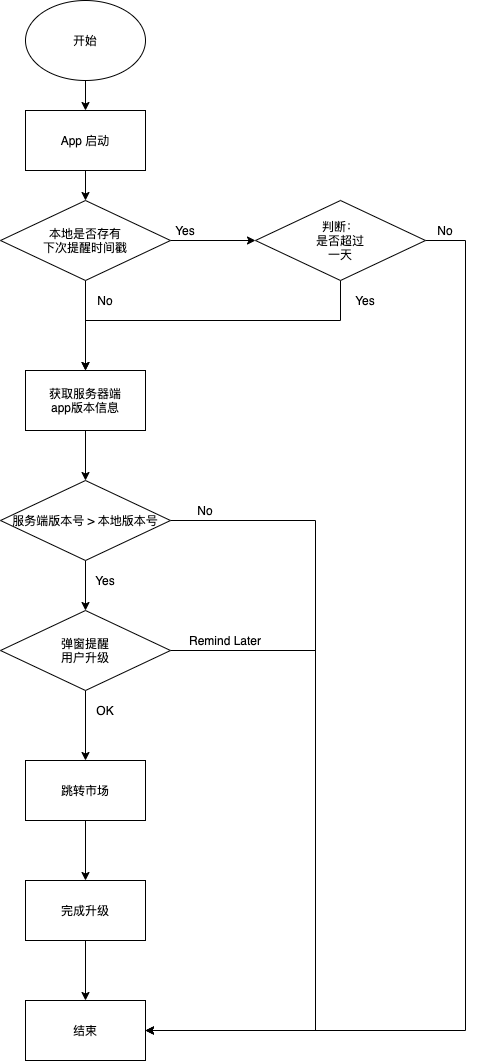 开始
App 启动
本地是否存有
下次提醒时间戳
Yes
判断：
是否超过
一天
No
No
Yes
获取服务器端
app版本信息
服务端版本号 > 本地版本号
No
Yes
弹窗提醒
用户升级
Remind Later
OK
跳转市场
完成升级
结束